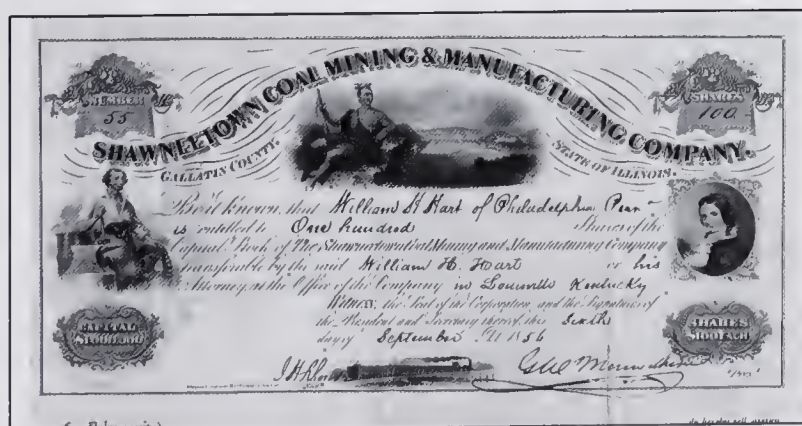 SHAWNEETOWN COAL MINING & MANUFACTURING COMPANY.
NUMBER
55
SHARES
100
GALLATIN COUNTY. STATE OF ILLINOIS.
Be it known, that William H Hart of Philadelphia Penn
is entitled to One hundred Shares of the
Capital Stock of The Shawneetown Coal Mining and Manufacturing Company
transferable by the said William H. Hart or his
Attorney, at the Office of the Company in Louisville Kentucky
Witness, the Seal of the Corporation, and the Signatures of
the President and Secretary thereof, this Sixth
day of September A.D. 1856
CAPITAL
$1000,000
SHARES
$100 EACH